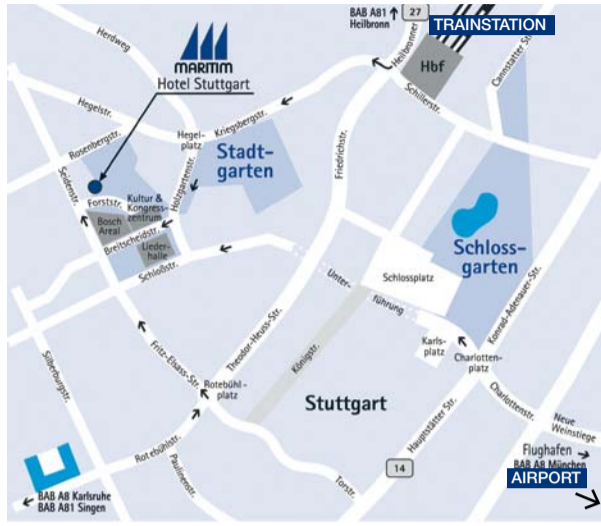 BAB A81
Heilbronn
27
TRAINSTATION
Hbf
Heilbronner
Cannstatter Str.
Schillerstr.
Herdweg
MARITIM
Hotel Stuttgart
Hegelstr.
Rosenbergstr.
Hegel-
platz
Kriegsbergstr.
Stadt-
garten
Friedrichstr.
Seidenstr.
Forststr.
Kultur &
Kongress-
zentrum
Holzgartenstr.
Bosch
Areal
Breitscheidstr.
Lieder-
halle
Schloßstr.
Schloss-
garten
Schlossplatz
Unter-
führung
Konrad-Adenauer-Str.
Karls-
platz
Charlotten-
platz
Charlottenstr.
Theodor-Heuss-Str.
Königstr.
Fritz-Elsass-Str.
Rotebühl-
platz
Silberburgstr.
Stuttgart
Hauptstätter Str.
Neue
Weinstiege
Rotebühlstr.
Paulinenstr.
Torstr.
14
Flughafen
BAB A8 München
AIRPORT
BAB A8 Karlsruhe
BAB A81 Singen